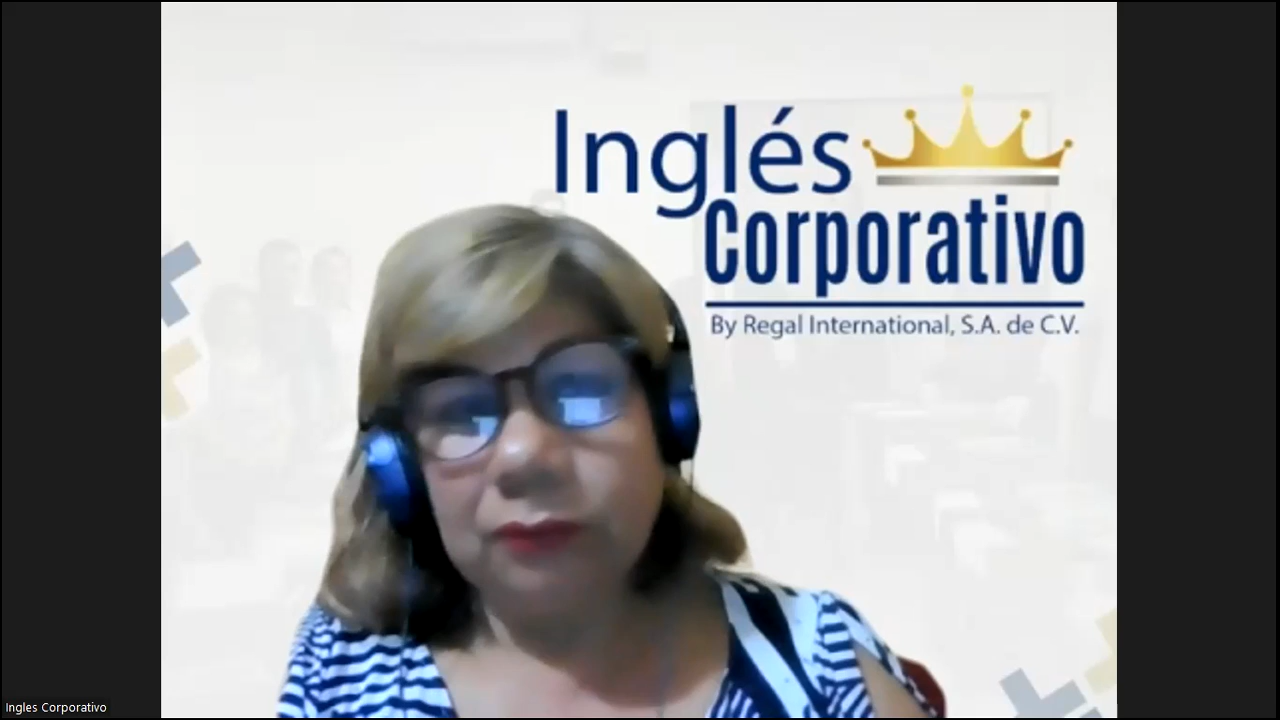 Inglés
Corporativo
By Regal International, S.A. de C.V.
Ingles Corporativo